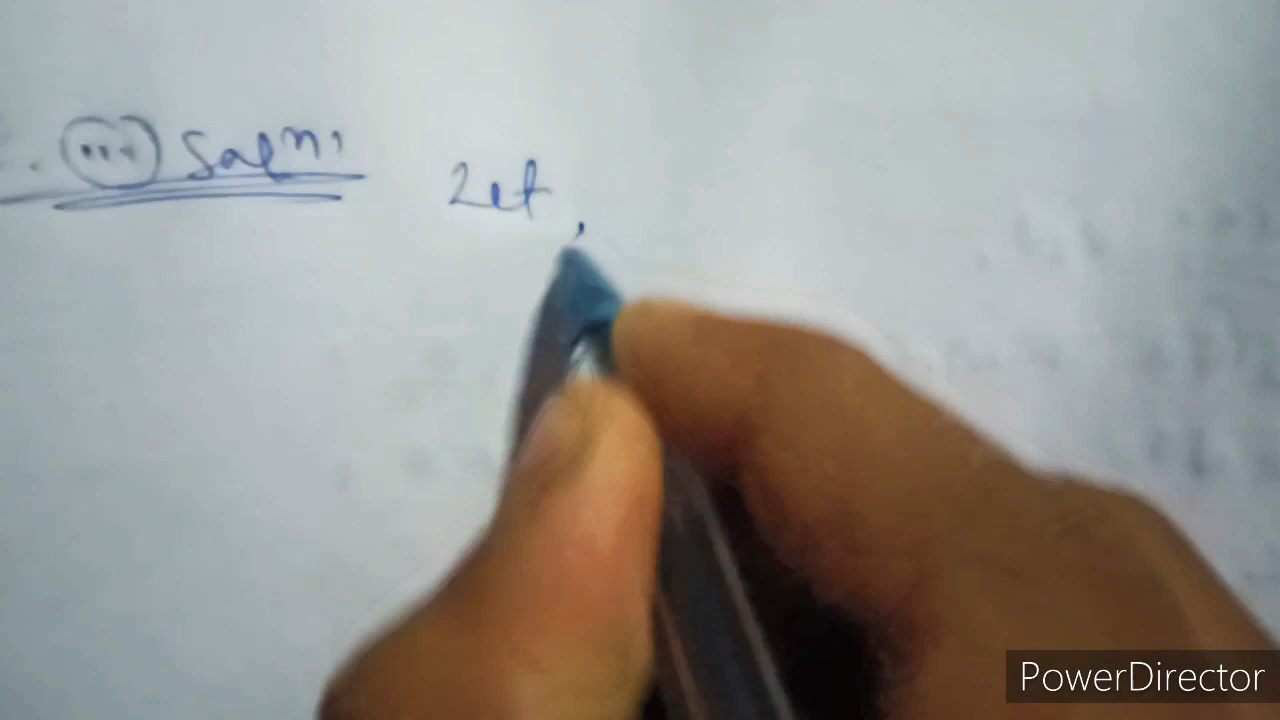 (iii) Solⁿ,
Let,
PowerDirector